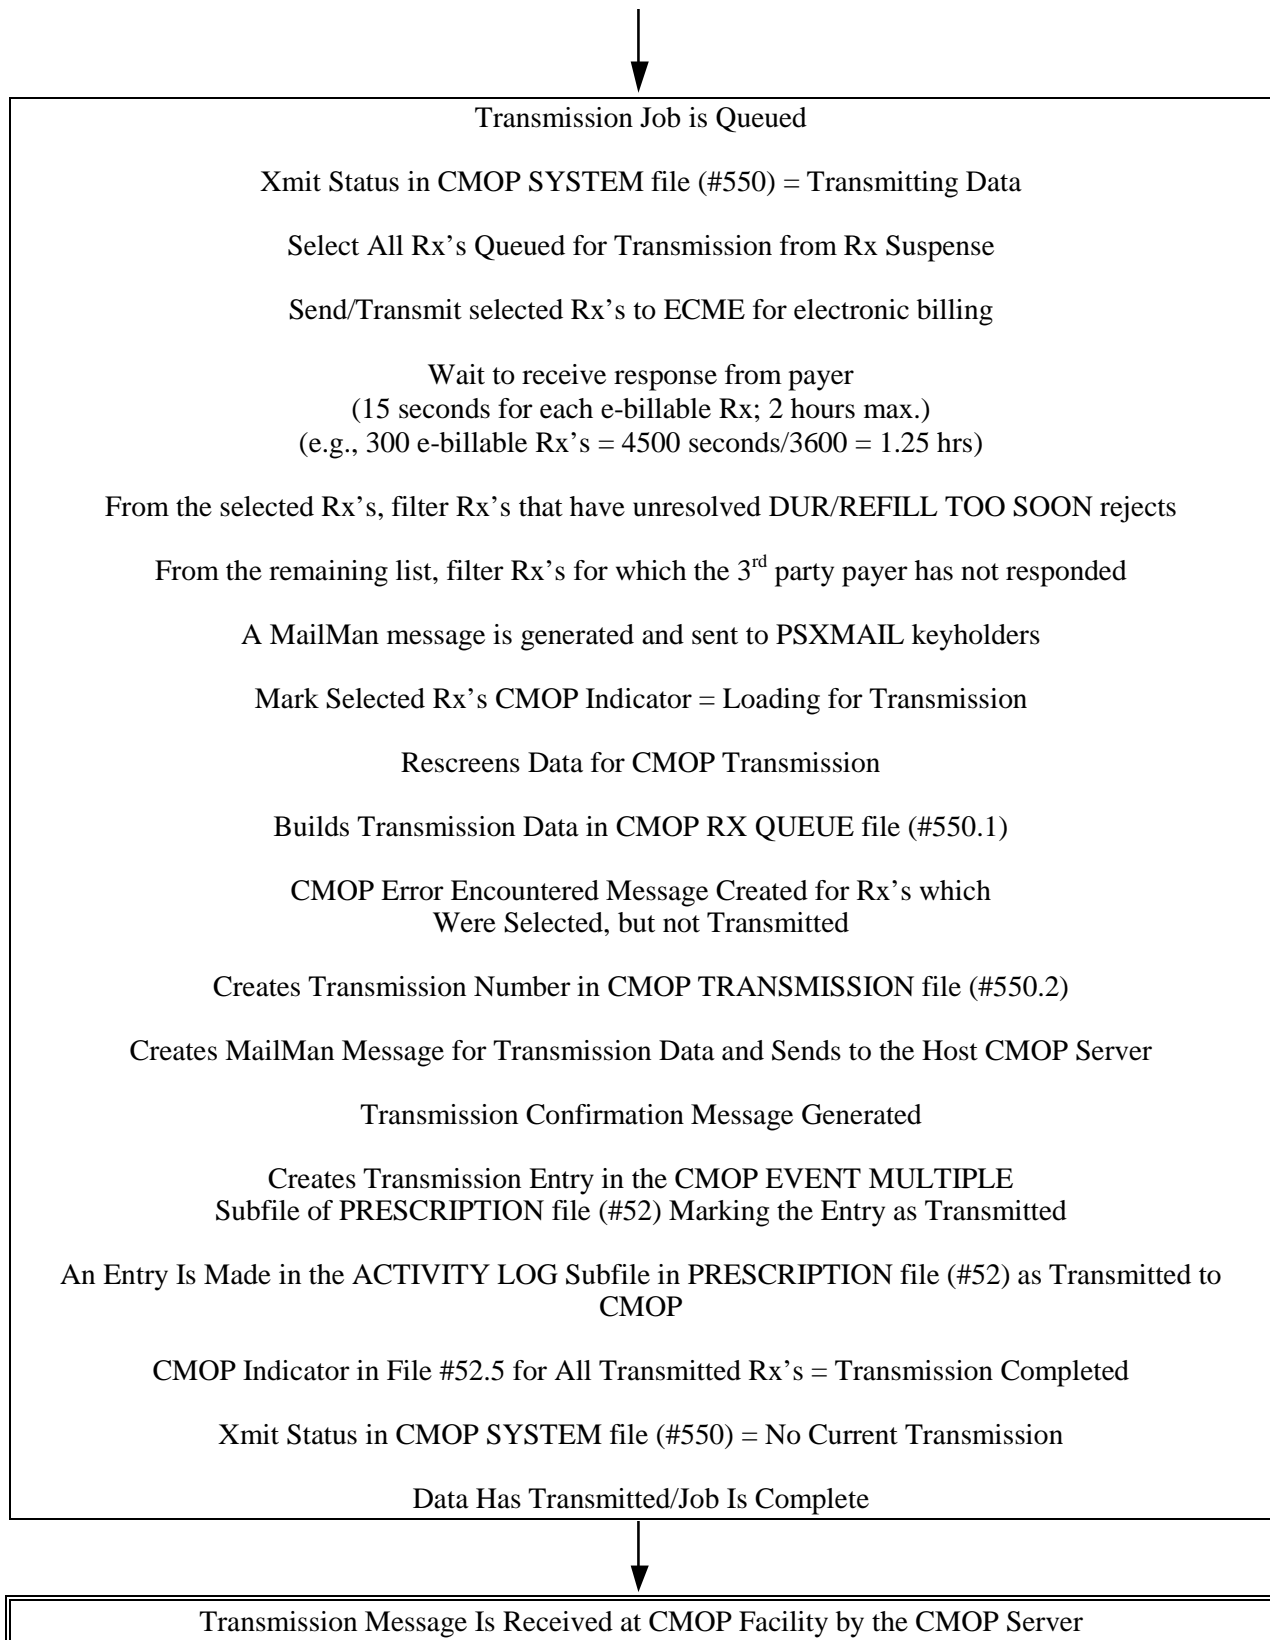 Transmission Job is Queued
Xmit Status in CMOP SYSTEM file (#550) = Transmitting Data
Select All Rx’s Queued for Transmission from Rx Suspense
Send/Transmit selected Rx’s to ECME for electronic billing
Wait to receive response from payer
(15 seconds for each e-billable Rx; 2 hours max.)
(e.g., 300 e-billable Rx’s = 4500 seconds/3600 = 1.25 hrs)
From the selected Rx’s, filter Rx’s that have unresolved DUR/REFILL TOO SOON rejects
From the remaining list, filter Rx’s for which the 3rd party payer has not responded
A MailMan message is generated and sent to PSXMAIL keyholders
Mark Selected Rx’s CMOP Indicator = Loading for Transmission
Rescreens Data for CMOP Transmission
Builds Transmission Data in CMOP RX QUEUE file (#550.1)
CMOP Error Encountered Message Created for Rx’s which
Were Selected, but not Transmitted
Creates Transmission Number in CMOP TRANSMISSION file (#550.2)
Creates MailMan Message for Transmission Data and Sends to the Host CMOP Server
Transmission Confirmation Message Generated
Creates Transmission Entry in the CMOP EVENT MULTIPLE
Subfile of PRESCRIPTION file (#52) Marking the Entry as Transmitted
An Entry Is Made in the ACTIVITY LOG Subfile in PRESCRIPTION file (#52) as Transmitted to
CMOP
CMOP Indicator in File #52.5 for All Transmitted Rx’s = Transmission Completed
Xmit Status in CMOP SYSTEM file (#550) = No Current Transmission
Data Has Transmitted/Job Is Complete
Transmission Message Is Received at CMOP Facility by the CMOP Server